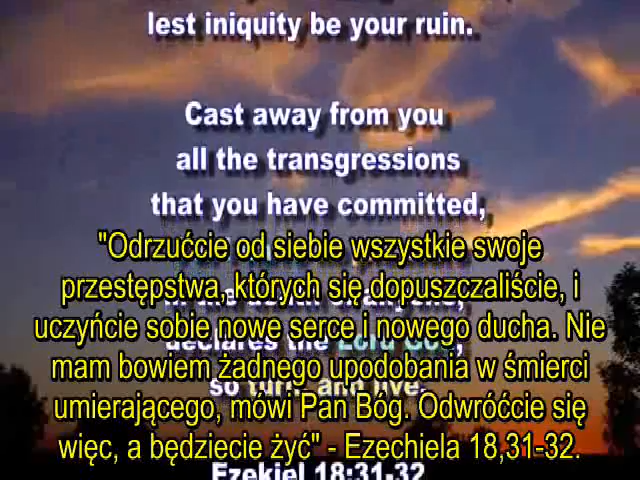 lest iniquity be your ruin.
Cast away from you
all the transgressions
that you have committed,
"Odrzućcie od siebie wszystkie swoje
przestępstwa, których się dopuszczaliście, i
uczyńcie sobie nowe serce i nowego ducha. Nie
mam bowiem żadnego upodobania w śmierci
umierającego, mówi Pan Bóg. Odwróćcie się
więc, a będziecie żyć" - Ezechiela 18,31-32.
declares the Lord God,
so turn, and live.
Ezekiel 18:31-32